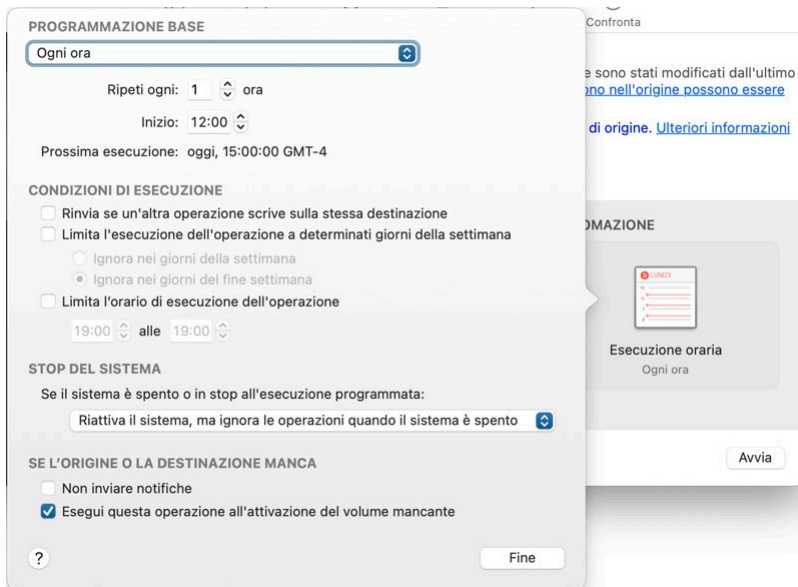 PROGRAMMAZIONE BASE
Ogni ora
Ripeti ogni: 1 ora
Inizio: 12:00
Prossima esecuzione: oggi, 15:00:00 GMT-4
CONDIZIONI DI ESECUZIONE
Rinvia se un'altra operazione scrive sulla stessa destinazione
Limita l'esecuzione dell'operazione a determinati giorni della settimana
Ignora nei giorni della settimana
Ignora nei giorni del fine settimana
Limita l'orario di esecuzione dell'operazione
19:00 alle 19:00
STOP DEL SISTEMA
Se il sistema è spento o in stop all'esecuzione programmata:
Riattiva il sistema, ma ignora le operazioni quando il sistema è spento
SE L'ORIGINE O LA DESTINAZIONE MANCA
Non inviare notifiche
Esegui questa operazione all'attivazione del volume mancante
?
Fine
Confronta
e sono stati modificati dall'ultimo
ono nell'origine possono essere
di origine. Ulteriori informazioni
OMAZIONE
LUNEDÌ
Esecuzione oraria
Ogni ora
Avvia